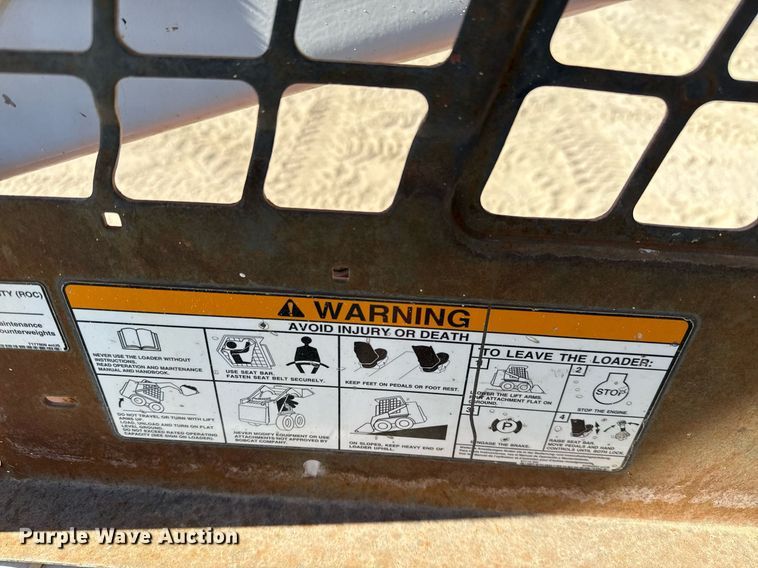 TY (ROC)
aintenance
ounterweights
WARNING
AVOID INJURY OR DEATH
NEVER USE THE LOADER WITHOUT
INSTRUCTIONS.
READ OPERATION AND MAINTENANCE
MANUAL AND HANDBOOK.
USE SEAT BAR.
FASTEN SEAT BELT SECURELY.
KEEP FEET ON PEDALS OR FOOT REST.
DO NOT TRAVEL OR TURN WITH LIFT
ARMS UP.
LOAD, UNLOAD AND TURN ON FLAT
LEVEL GROUND.
DO NOT EXCEED RATED OPERATING
CAPACITY (SEE SIGN ON LOADER).
NEVER MODIFY EQUIPMENT OR USE
ATTACHMENTS NOT APPROVED BY
BOBCAT COMPANY.
ON SLOPES, KEEP HEAVY END OF
LOADER UPHILL.
TO LEAVE THE LOADER:
1
LOWER THE LIFT ARMS.
PUT ATTACHMENT FLAT ON
GROUND.
2
STOP
STOP THE ENGINE.
3
P
ENGAGE THE BRAKE.
4
RAISE SEAT BAR.
MOVE PEDALS AND HAND
CONTROLS UNTIL BOTH LOCK.
Purple Wave Auction